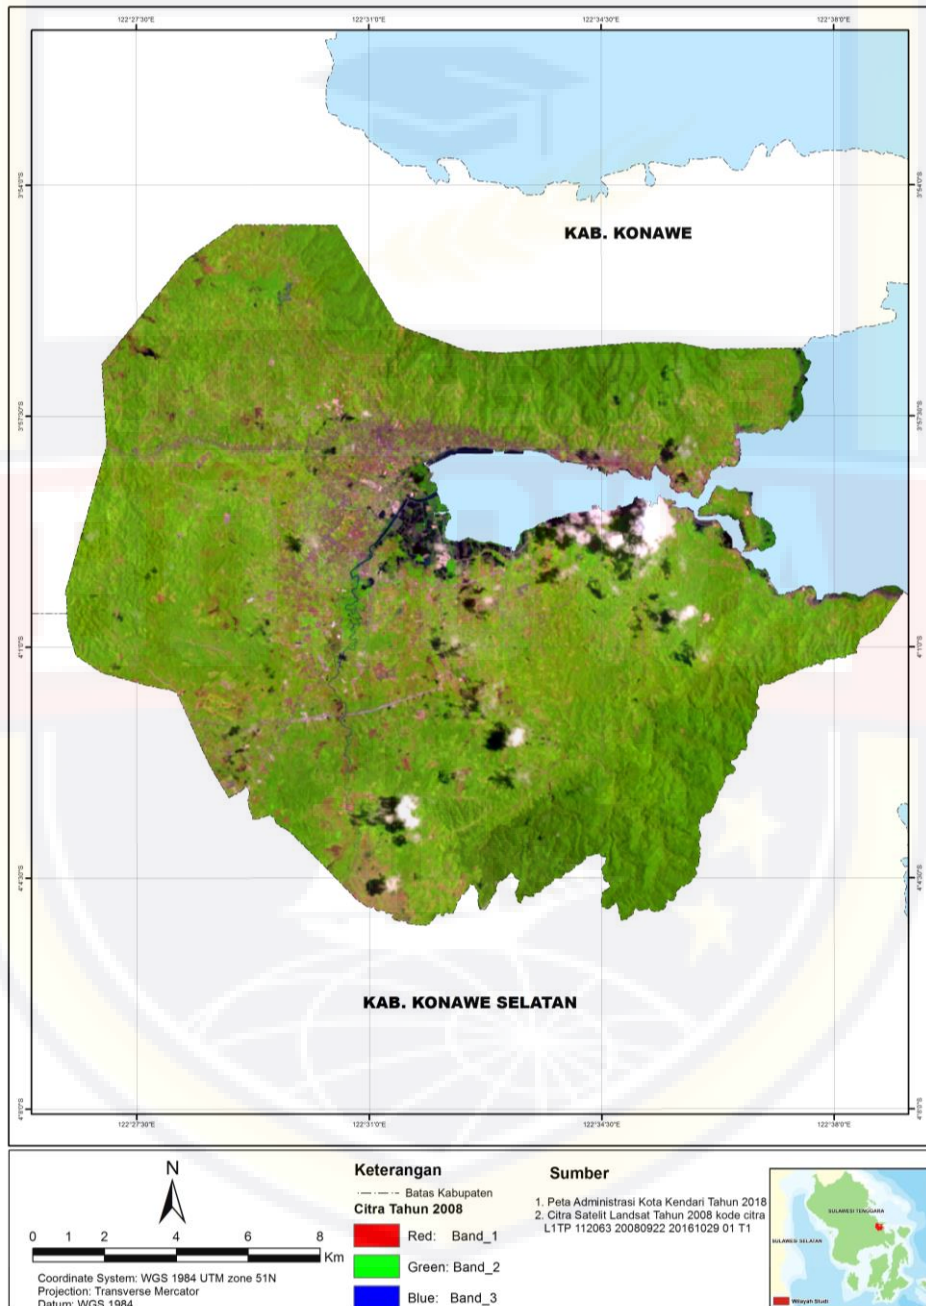 122°27'30"E 122°31'0"E 122°34'30"E 122°38'0"E
3°54'0"S 3°54'0"S
KAB. KONAWE
3°57'30"S 3°57'30"S
4°1'0"S 4°1'0"S
4°4'30"S 4°4'30"S
KAB. KONAWE SELATAN
4°8'0"S 4°8'0"S
122°27'30"E 122°31'0"E 122°34'30"E 122°38'0"E
N
0 1 2 4 6 8
Km
Coordinate System: WGS 1984 UTM zone 51N
Projection: Transverse Mercator
Datum: WGS 1984
Keterangan
Batas Kabupaten
Citra Tahun 2008
Red: Band_1
Green: Band_2
Blue: Band_3
Sumber
1. Peta Administrasi Kota Kendari Tahun 2018
2. Citra Satelit Landsat Tahun 2008 kode citra
L1TP 112063 20080922 20161029 01 T1
SULAWESI TENGGARA
SULAWESI SELATAN
Wilayah Studi